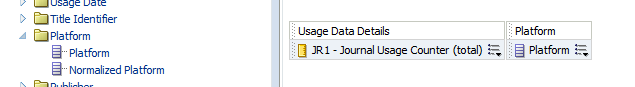 Usage Date
Title Identifier
Platform
Platform
Normalized Platform
Publisher
Usage Data Details
Platform
JR1 - Journal Usage Counter (total)
Platform